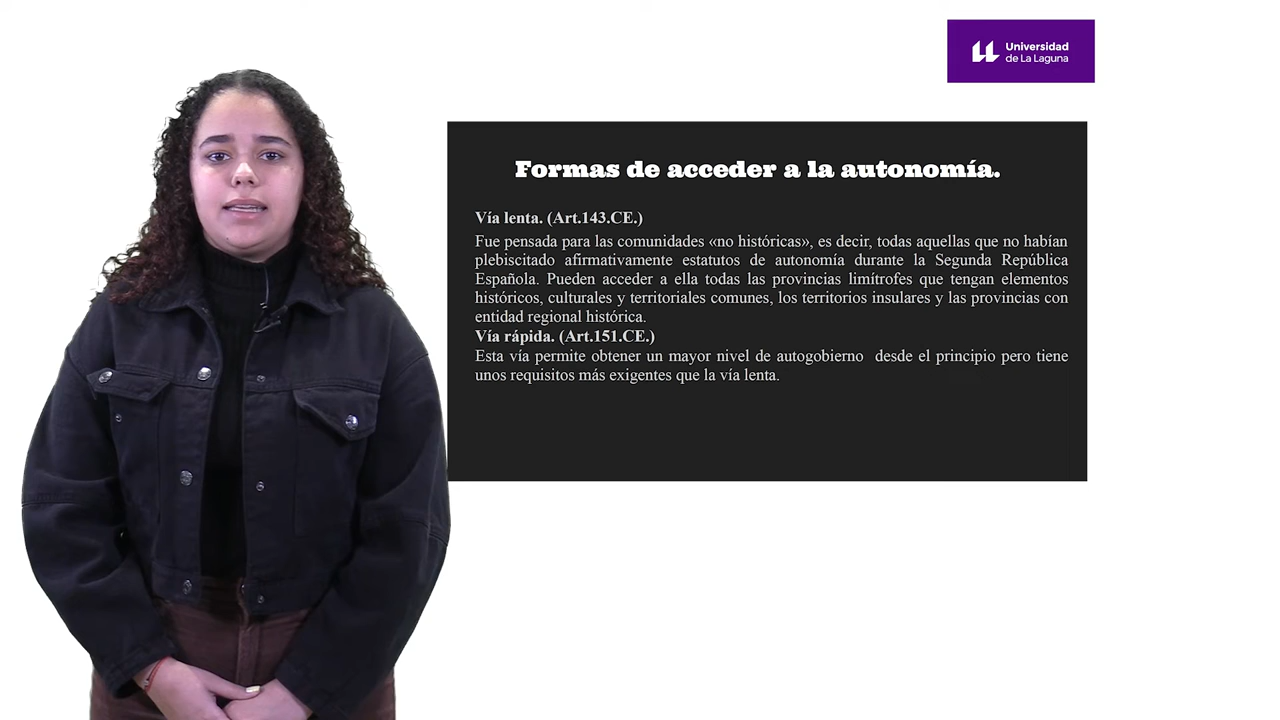 Universidad
de La Laguna
Formas de acceder a la autonomía.
Vía lenta. (Art.143.CE.)
Fue pensada para las comunidades «no históricas», es decir, todas aquellas que no habían
plebiscitado afirmativamente estatutos de autonomía durante la Segunda República
Española. Pueden acceder a ella todas las provincias limítrofes que tengan elementos
históricos, culturales y territoriales comunes, los territorios insulares y las provincias con
entidad regional histórica.
Vía rápida. (Art.151.CE.)
Esta vía permite obtener un mayor nivel de autogobierno desde el principio pero tiene
unos requisitos más exigentes que la vía lenta.